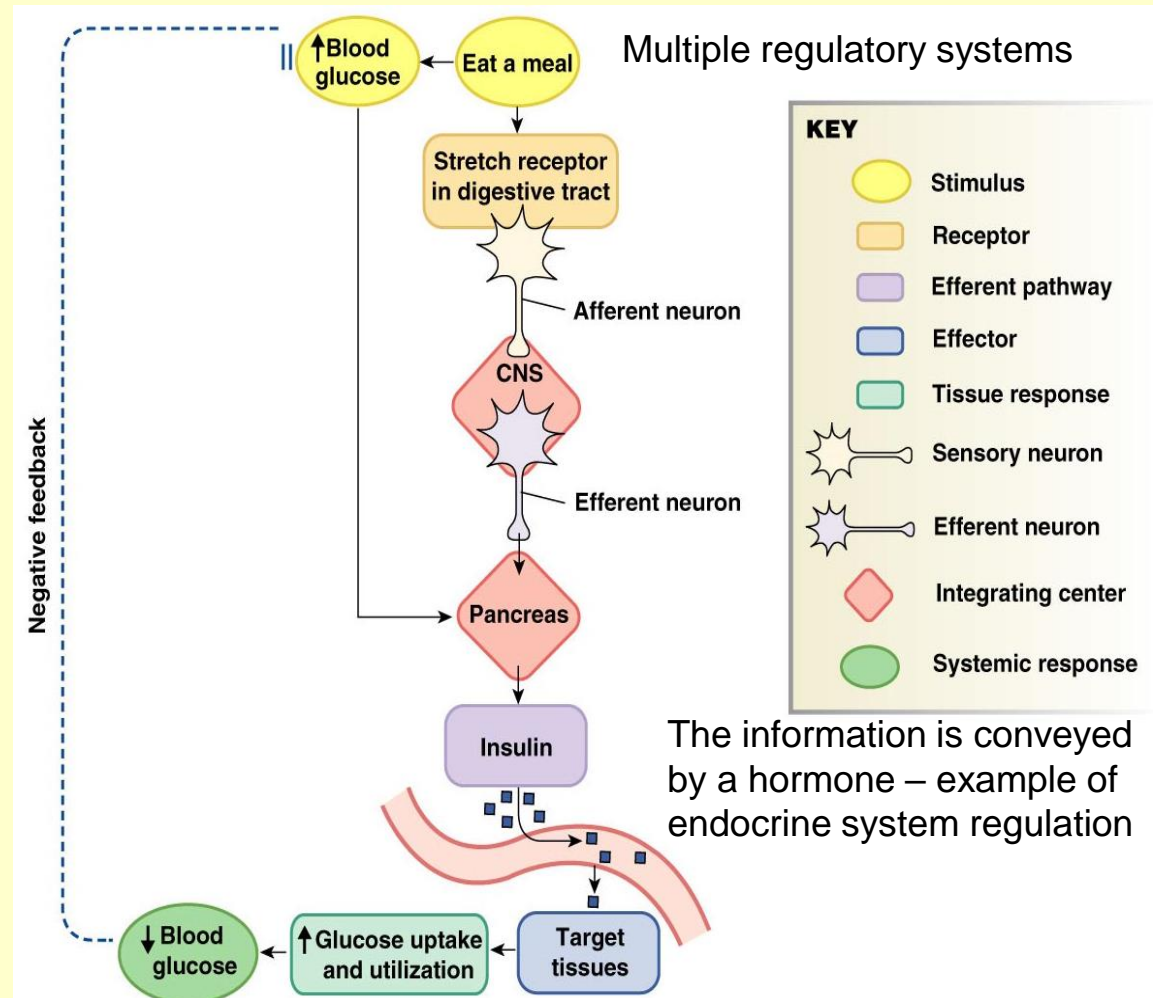 Multiple regulatory systems
↑Blood
glucose
Eat a meal
Stretch receptor
in digestive tract
Afferent neuron
CNS
Efferent neuron
Pancreas
Insulin
Target
tissues
↑ Glucose uptake
and utilization
↓ Blood
glucose
Negative feedback
KEY
Stimulus
Receptor
Efferent pathway
Effector
Tissue response
Sensory neuron
Efferent neuron
Integrating center
Systemic response
The information is conveyed
by a hormone – example of
endocrine system regulation